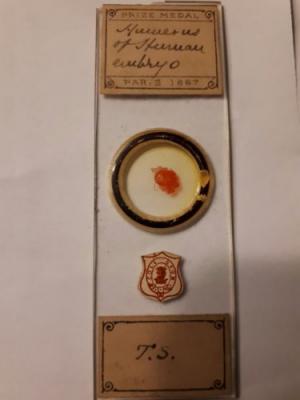 PRIZE MEDAL
Humerus
of Human
embryo
PARIS 1867
T.S.